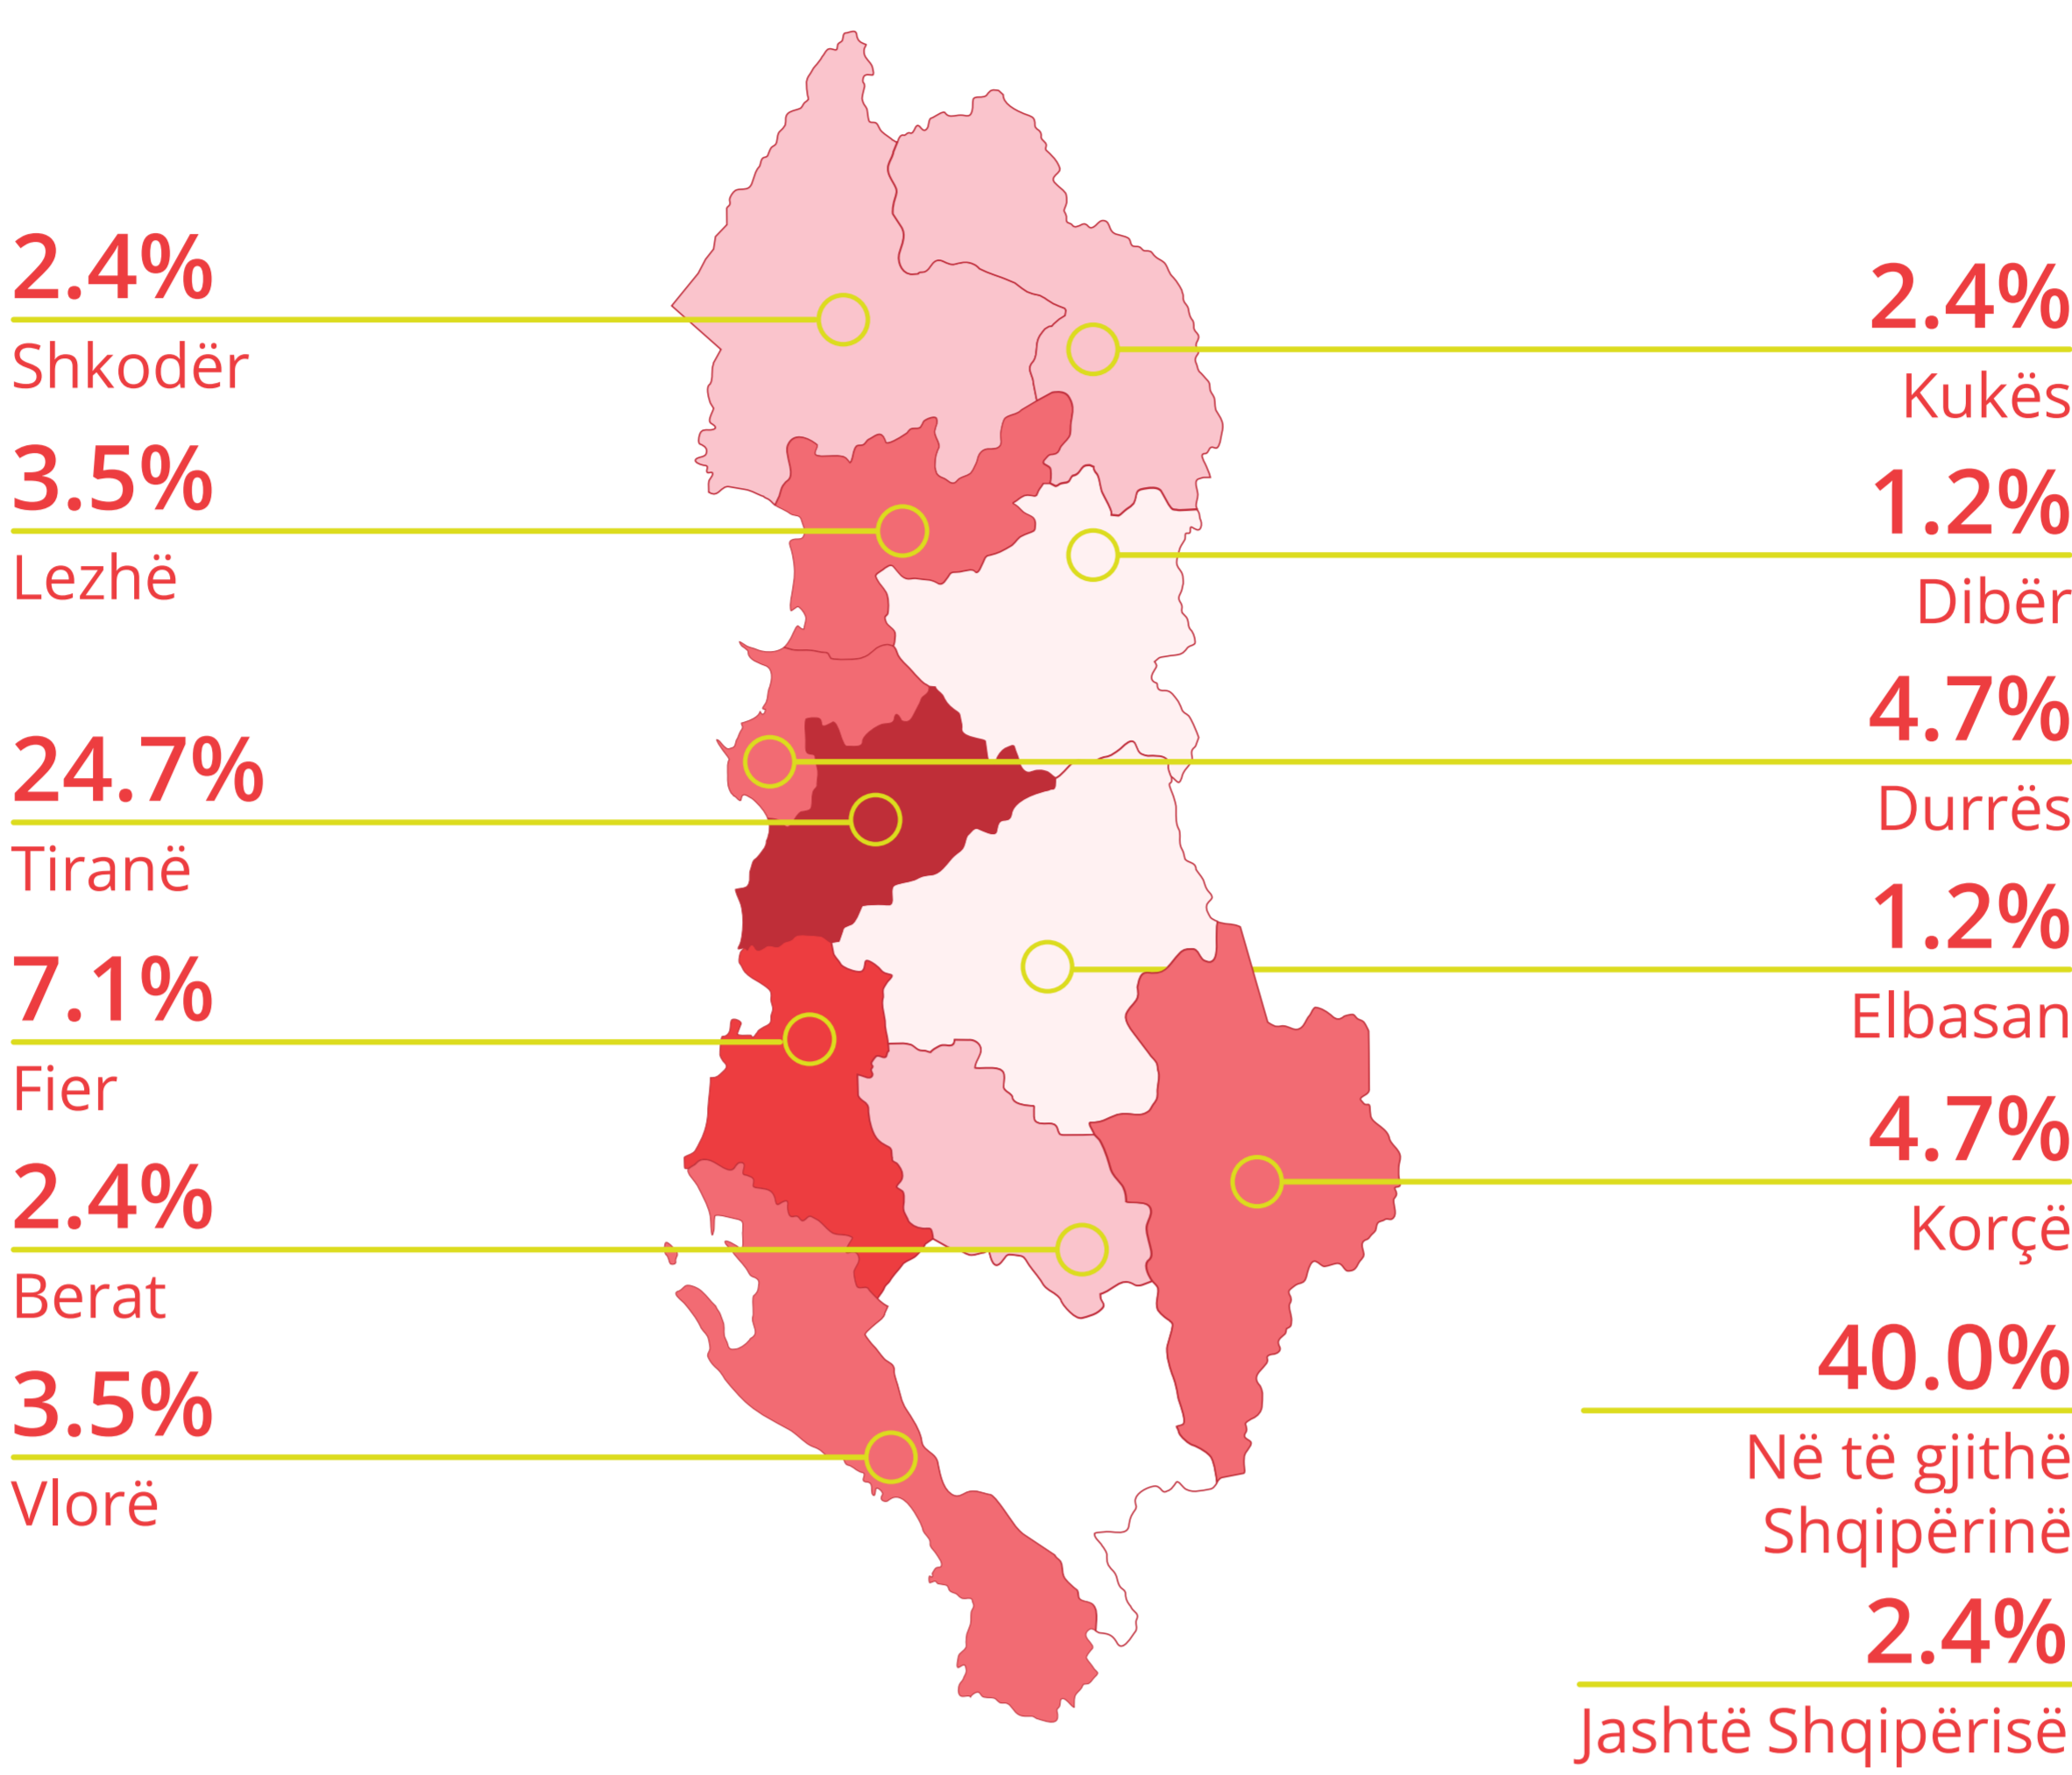 2.4%
Shkodër
3.5%
Lezhë
24.7%
Tiranë
7.1%
Fier
2.4%
Berat
3.5%
Vlorë
2.4%
Kukës
1.2%
Dibër
4.7%
Durrës
1.2%
Elbasan
4.7%
Korçë
40.0%
Në të gjithë
Shqipërinë
2.4%
Jashtë Shqipërisë